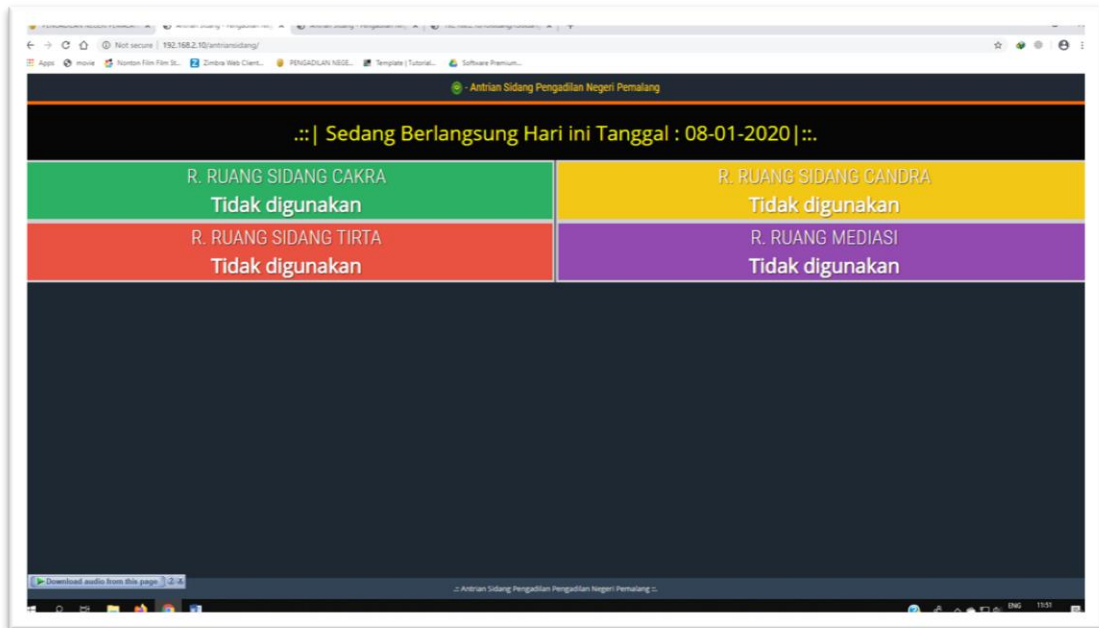 Not secure | 192.168.2.10/antriansidang/
Apps movie Nonton Film Film St... Zimbra Web Client... PENGADILAN NEGE... Template | Tutorial... Software Premium...
- Antrian Sidang Pengadilan Negeri Pemalang
.::| Sedang Berlangsung Hari ini Tanggal : 08-01-2020|::.
R. RUANG SIDANG CAKRA
Tidak digunakan
R. RUANG SIDANG CANDRA
Tidak digunakan
R. RUANG SIDANG TIRTA
Tidak digunakan
R. RUANG MEDIASI
Tidak digunakan
Download audio from this page
.:: Antrian Sidang Pengadilan Pengadilan Negeri Pemalang ::.
ENG 11:51